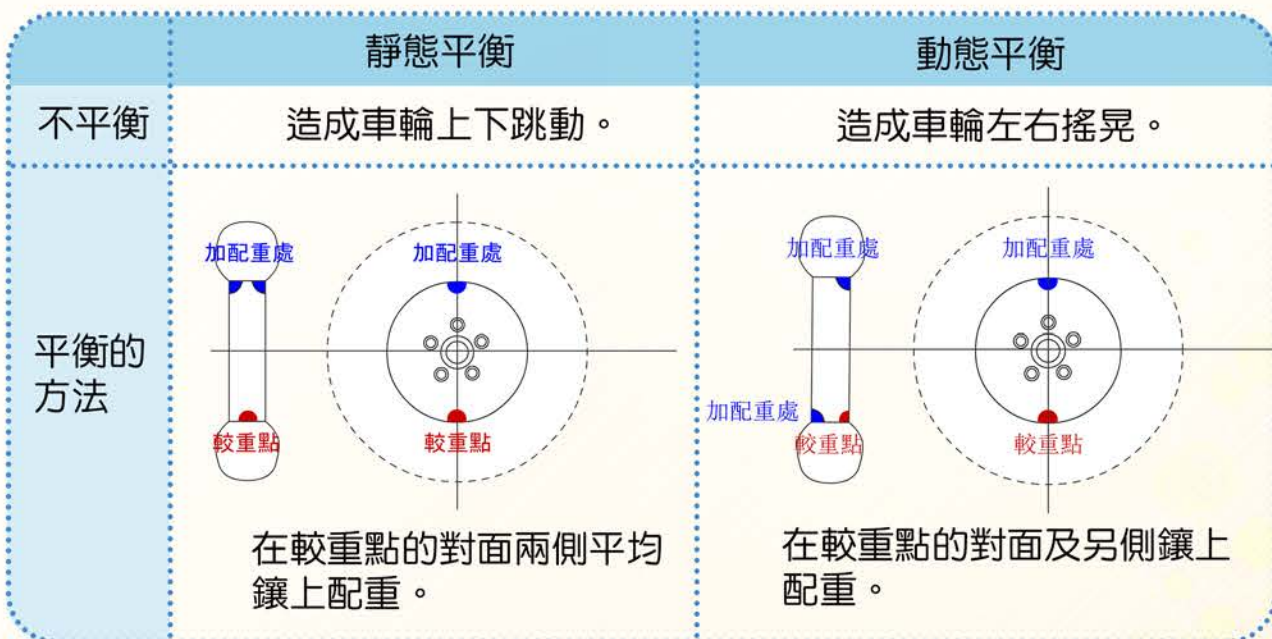 靜態平衡
動態平衡
不平衡
造成車輪上下跳動。
造成車輪左右搖晃。
平衡的
方法
加配重處
加配重處
較重點
較重點
在較重點的對面兩側平均
鑲上配重。
加配重處
加配重處
加配重處
較重點
較重點
在較重點的對面及另側鑲上
配重。